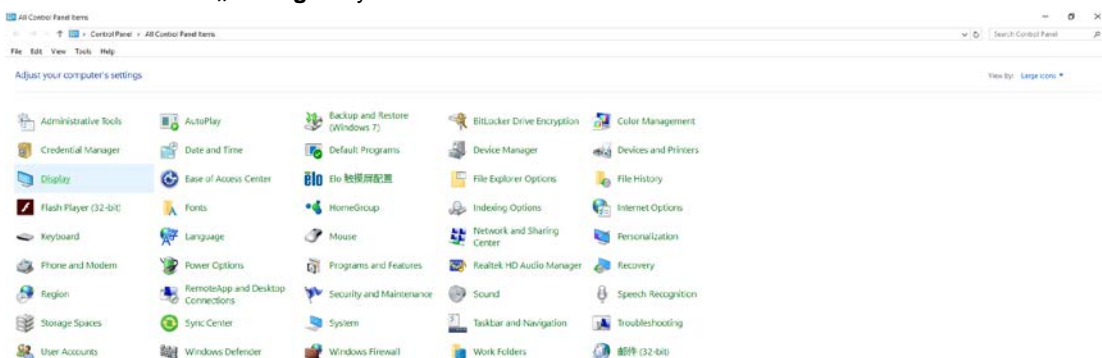 All Control Panel Items
Control Panel > All Control Panel Items
Search Control Panel
File Edit View Tools Help
Adjust your computer's settings
View by: Large icons
Administrative Tools
AutoPlay
Backup and Restore
(Windows 7)
BitLocker Drive Encryption
Color Management
Credential Manager
Date and Time
Default Programs
Device Manager
Devices and Printers
Display
Ease of Access Center
elo Elo 触摸屏配置
File Explorer Options
File History
Flash Player (32-bit)
Fonts
HomeGroup
Indexing Options
Internet Options
Keyboard
Language
Mouse
Network and Sharing
Center
Personalization
Phone and Modem
Power Options
Programs and Features
Realtek HD Audio Manager
Recovery
Region
RemoteApp and Desktop
Connections
Security and Maintenance
Sound
Speech Recognition
Storage Spaces
Sync Center
System
Taskbar and Navigation
Troubleshooting
User Accounts
Windows Defender
Windows Firewall
Work Folders
邮件 (32-bit)